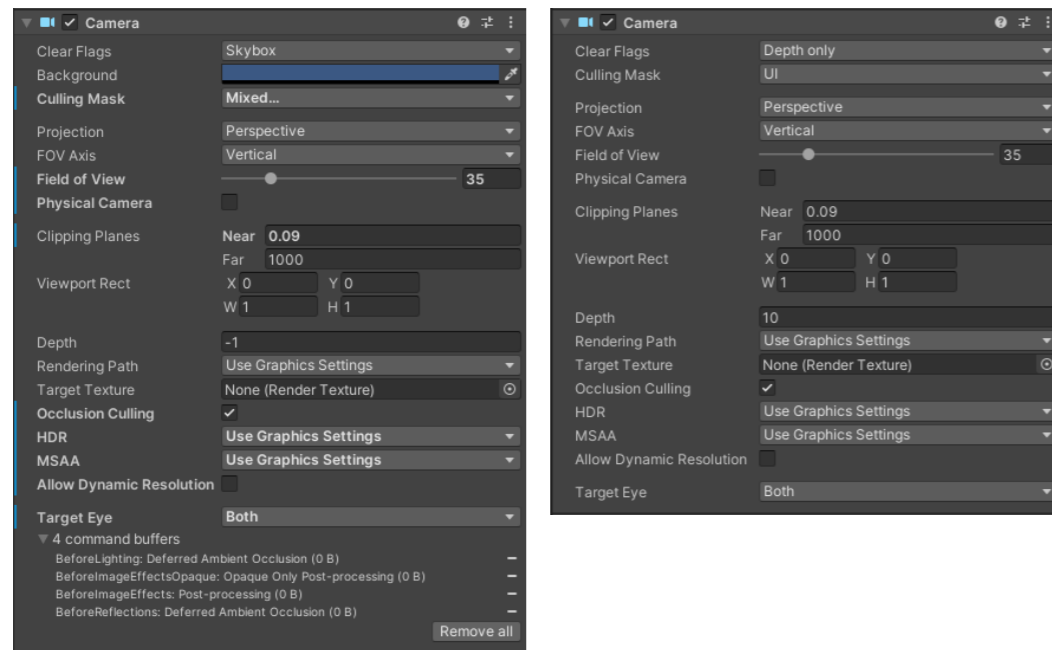 Camera
Clear Flags Skybox
Background
Culling Mask Mixed...
Projection Perspective
FOV Axis Vertical
Field of View 35
Physical Camera
Clipping Planes Near 0.09
Far 1000
Viewport Rect X 0 Y 0
W 1 H 1
Depth -1
Rendering Path Use Graphics Settings
Target Texture None (Render Texture)
Occlusion Culling
HDR Use Graphics Settings
MSAA Use Graphics Settings
Allow Dynamic Resolution
Target Eye Both
4 command buffers
BeforeLighting: Deferred Ambient Occlusion (0 B)
BeforeImageEffectsOpaque: Opaque Only Post-processing (0 B)
BeforeImageEffects: Post-processing (0 B)
BeforeReflections: Deferred Ambient Occlusion (0 B)
Remove all
Camera
Clear Flags Depth only
Culling Mask UI
Projection Perspective
FOV Axis Vertical
Field of View 35
Physical Camera
Clipping Planes Near 0.09
Far 1000
Viewport Rect X 0 Y 0
W 1 H 1
Depth 10
Rendering Path Use Graphics Settings
Target Texture None (Render Texture)
Occlusion Culling
HDR Use Graphics Settings
MSAA Use Graphics Settings
Allow Dynamic Resolution
Target Eye Both